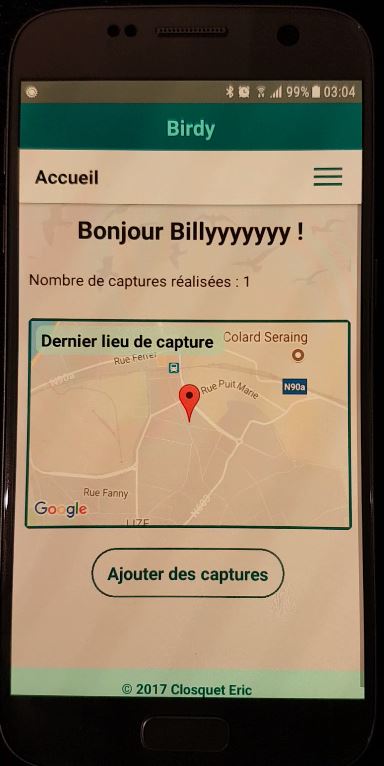 99% 03:04
Birdy
Accueil
Bonjour Billyyyyyyy !
Nombre de captures réalisées : 1
Dernier lieu de capture
Colard Seraing
Rue Ferrer
N90a
Rue Puit Marie
N90a
Rue Fanny
Google
LIZE
N663
Ajouter des captures
© 2017 Closquet Eric